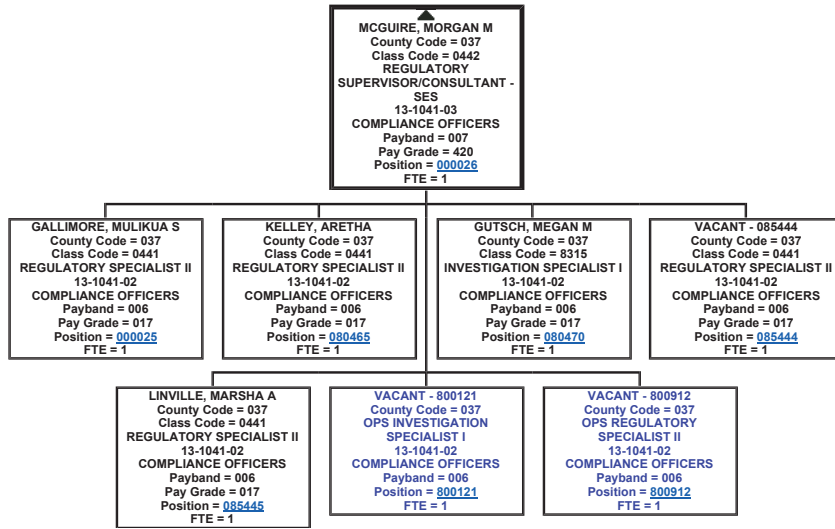 MCGUIRE, MORGAN M
County Code = 037
Class Code = 0442
REGULATORY
SUPERVISOR/CONSULTANT -
SES
13-1041-03
COMPLIANCE OFFICERS
Payband = 007
Pay Grade = 420
Position = 000026
FTE = 1
GALLIMORE, MULIKUA S
County Code = 037
Class Code = 0441
REGULATORY SPECIALIST II
13-1041-02
COMPLIANCE OFFICERS
Payband = 006
Pay Grade = 017
Position = 000025
FTE = 1
KELLEY, ARETHA
County Code = 037
Class Code = 0441
REGULATORY SPECIALIST II
13-1041-02
COMPLIANCE OFFICERS
Payband = 006
Pay Grade = 017
Position = 080465
FTE = 1
GUTSCH, MEGAN M
County Code = 037
Class Code = 8315
INVESTIGATION SPECIALIST I
13-1041-02
COMPLIANCE OFFICERS
Payband = 006
Pay Grade = 017
Position = 080470
FTE = 1
VACANT - 085444
County Code = 037
Class Code = 0441
REGULATORY SPECIALIST II
13-1041-02
COMPLIANCE OFFICERS
Payband = 006
Pay Grade = 017
Position = 085444
FTE = 1
LINVILLE, MARSHA A
County Code = 037
Class Code = 0441
REGULATORY SPECIALIST II
13-1041-02
COMPLIANCE OFFICERS
Payband = 006
Pay Grade = 017
Position = 085445
FTE = 1
VACANT - 800121
County Code = 037
OPS INVESTIGATION
SPECIALIST I
13-1041-02
COMPLIANCE OFFICERS
Payband = 006
Position = 800121
FTE = 1
VACANT - 800912
County Code = 037
OPS REGULATORY
SPECIALIST II
13-1041-02
COMPLIANCE OFFICERS
Payband = 006
Position = 800912
FTE = 1